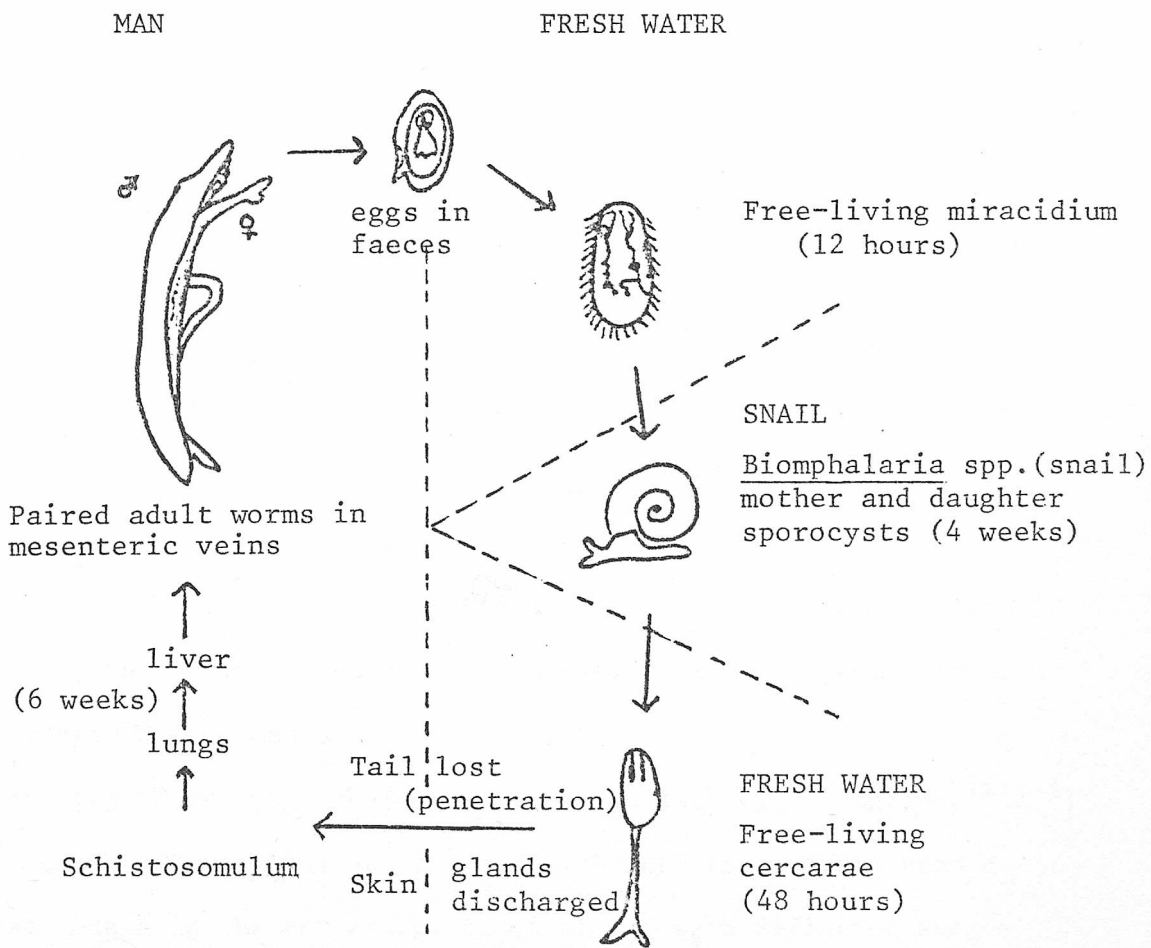 MAN
FRESH WATER
♂
♀
eggs in
faeces
Free-living miracidium
(12 hours)
SNAIL
Biomphalaria spp.(snail)
mother and daughter
sporocysts (4 weeks)
Paired adult worms in
mesenteric veins
liver
(6 weeks)
lungs
Schistosomulum
Tail lost
(penetration)
Skin
glands
discharged
FRESH WATER
Free-living
cercarae
(48 hours)